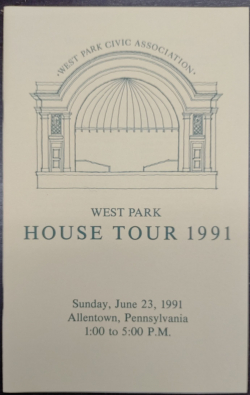 "WEST PARK CIVIC ASSOCIATION"
WEST PARK
HOUSE TOUR 1991
Sunday, June 23, 1991
Allentown, Pennsylvania
1:00 to 5:00 P.M.